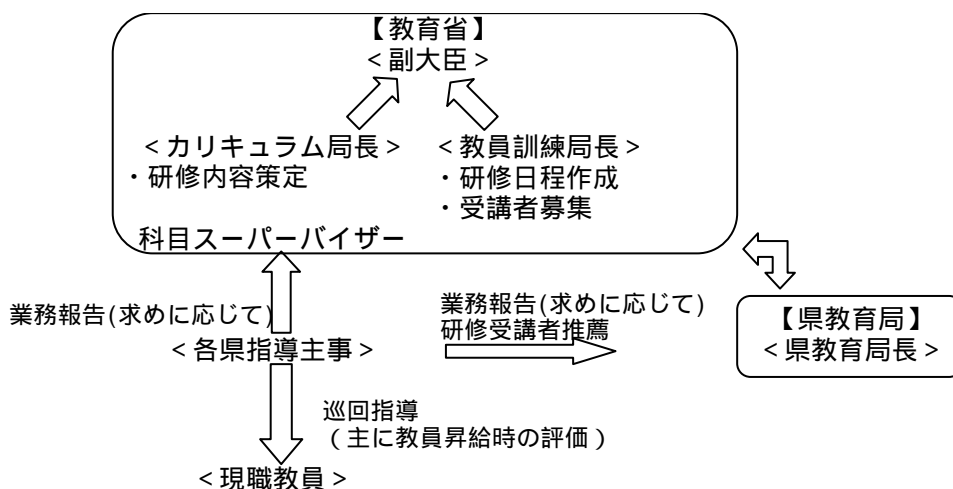 【教育省】
<副大臣>
<カリキュラム局長>
・研修内容策定
<教員訓練局長>
・研修日程作成
・受講者募集
科目スーパーバイザー
業務報告(求めに応じて)
業務報告(求めに応じて)
研修受講者推薦
【県教育局】
<県教育局長>
<各県指導主事>
巡回指導
(主に教員昇給時の評価)
<現職教員>